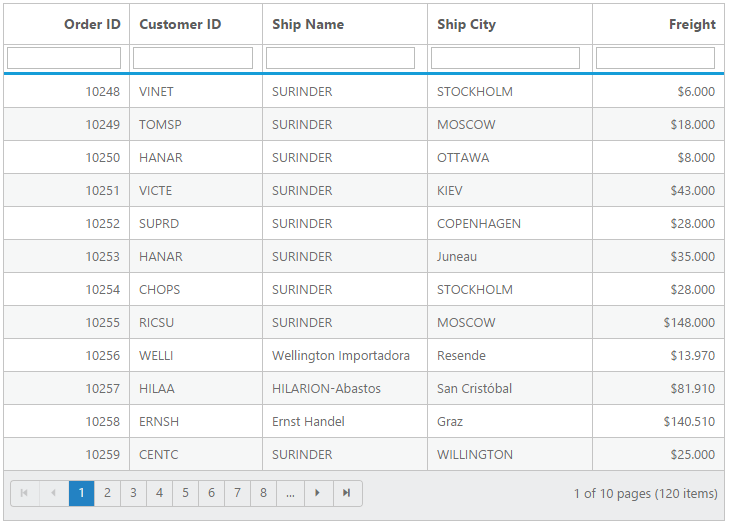 Order ID Customer ID Ship Name Ship City Freight
10248 VINET SURINDER STOCKHOLM $6.000
10249 TOMSP SURINDER MOSCOW $18.000
10250 HANAR SURINDER OTTAWA $8.000
10251 VICTE SURINDER KIEV $43.000
10252 SUPRD SURINDER COPENHAGEN $28.000
10253 HANAR SURINDER Juneau $35.000
10254 CHOPS SURINDER STOCKHOLM $28.000
10255 RICSU SURINDER MOSCOW $148.000
10256 WELLI Wellington Importadora Resende $13.970
10257 HILAA HILARION-Abastos San Cristóbal $81.910
10258 ERNSH Ernst Handel Graz $140.510
10259 CENTC SURINDER WILLINGTON $25.000
1 2 3 4 5 6 7 8 ... 1 of 10 pages (120 items)